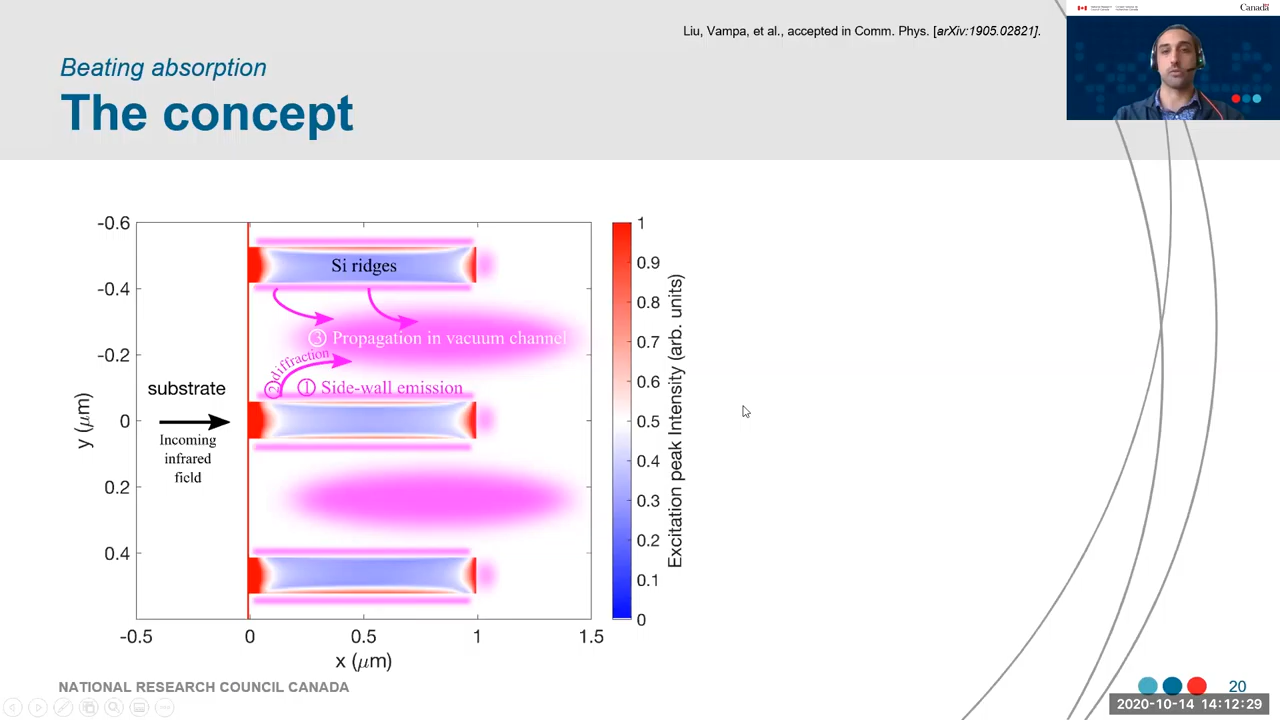 Liu, Vampa, et al., accepted in Comm. Phys. [arXiv:1905.02821].
Canada
Beating absorption
The concept
-0.6
-0.4
-0.2
0
0.2
0.4
y (μm)
-0.5
0
0.5
1
1.5
x (μm)
substrate
Incoming
infrared
field
Si ridges
③ Propagation in vacuum channel
② diffraction
① Side-wall emission
1
0.9
0.8
0.7
0.6
0.5
0.4
0.3
0.2
0.1
0
Excitation peak Intensity (arb. units)
NATIONAL RESEARCH COUNCIL CANADA
20
2020-10-14 14:12:29